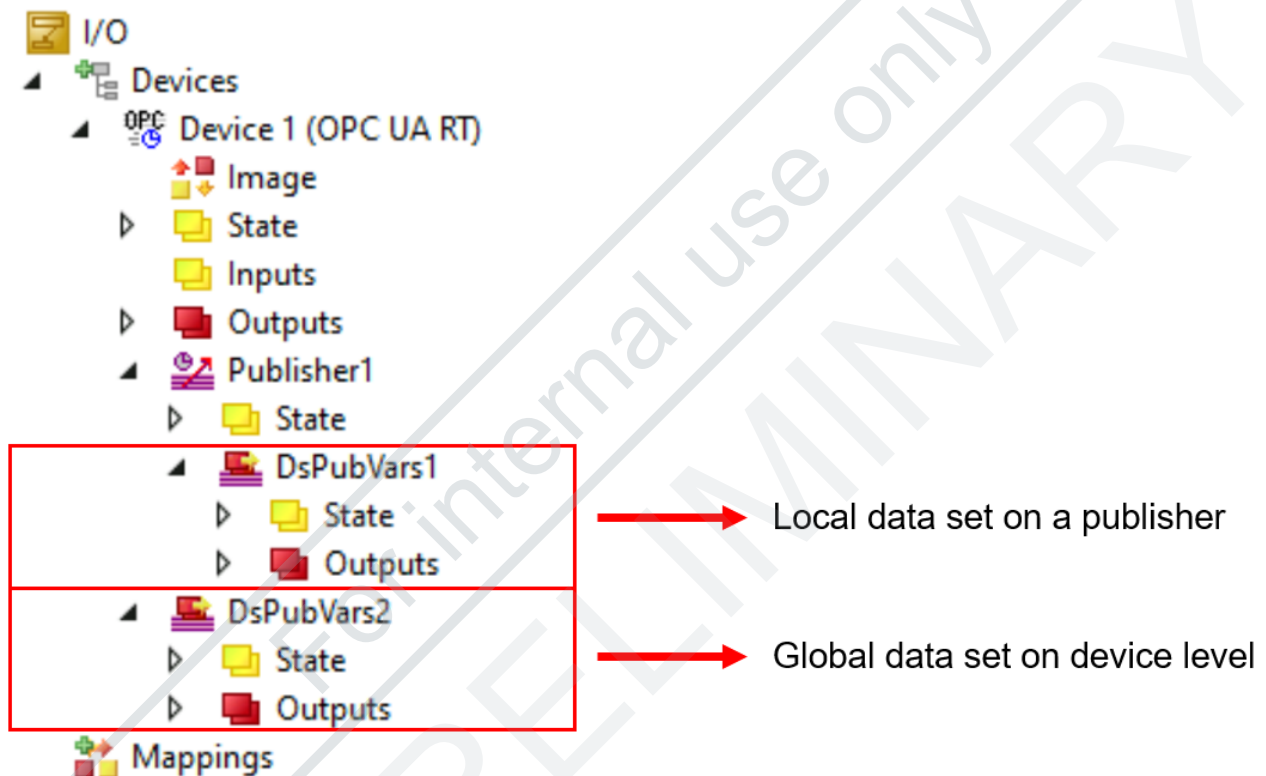 I/O
Devices
OPC
Device 1 (OPC UA RT)
Image
State
Inputs
Outputs
Publisher1
State
DsPubVars1
State
Outputs
Local data set on a publisher
DsPubVars2
State
Outputs
Global data set on device level
Mappings
For internal use only
PRELIMINARY